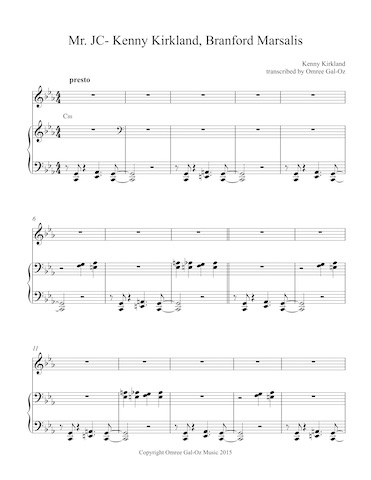 Mr. JC- Kenny Kirkland, Branford Marsalis
Kenny Kirkland
transcribed by Omree Gal-Oz
presto
Cm
6
11
Copyright Omree Gal-Oz Music 2015